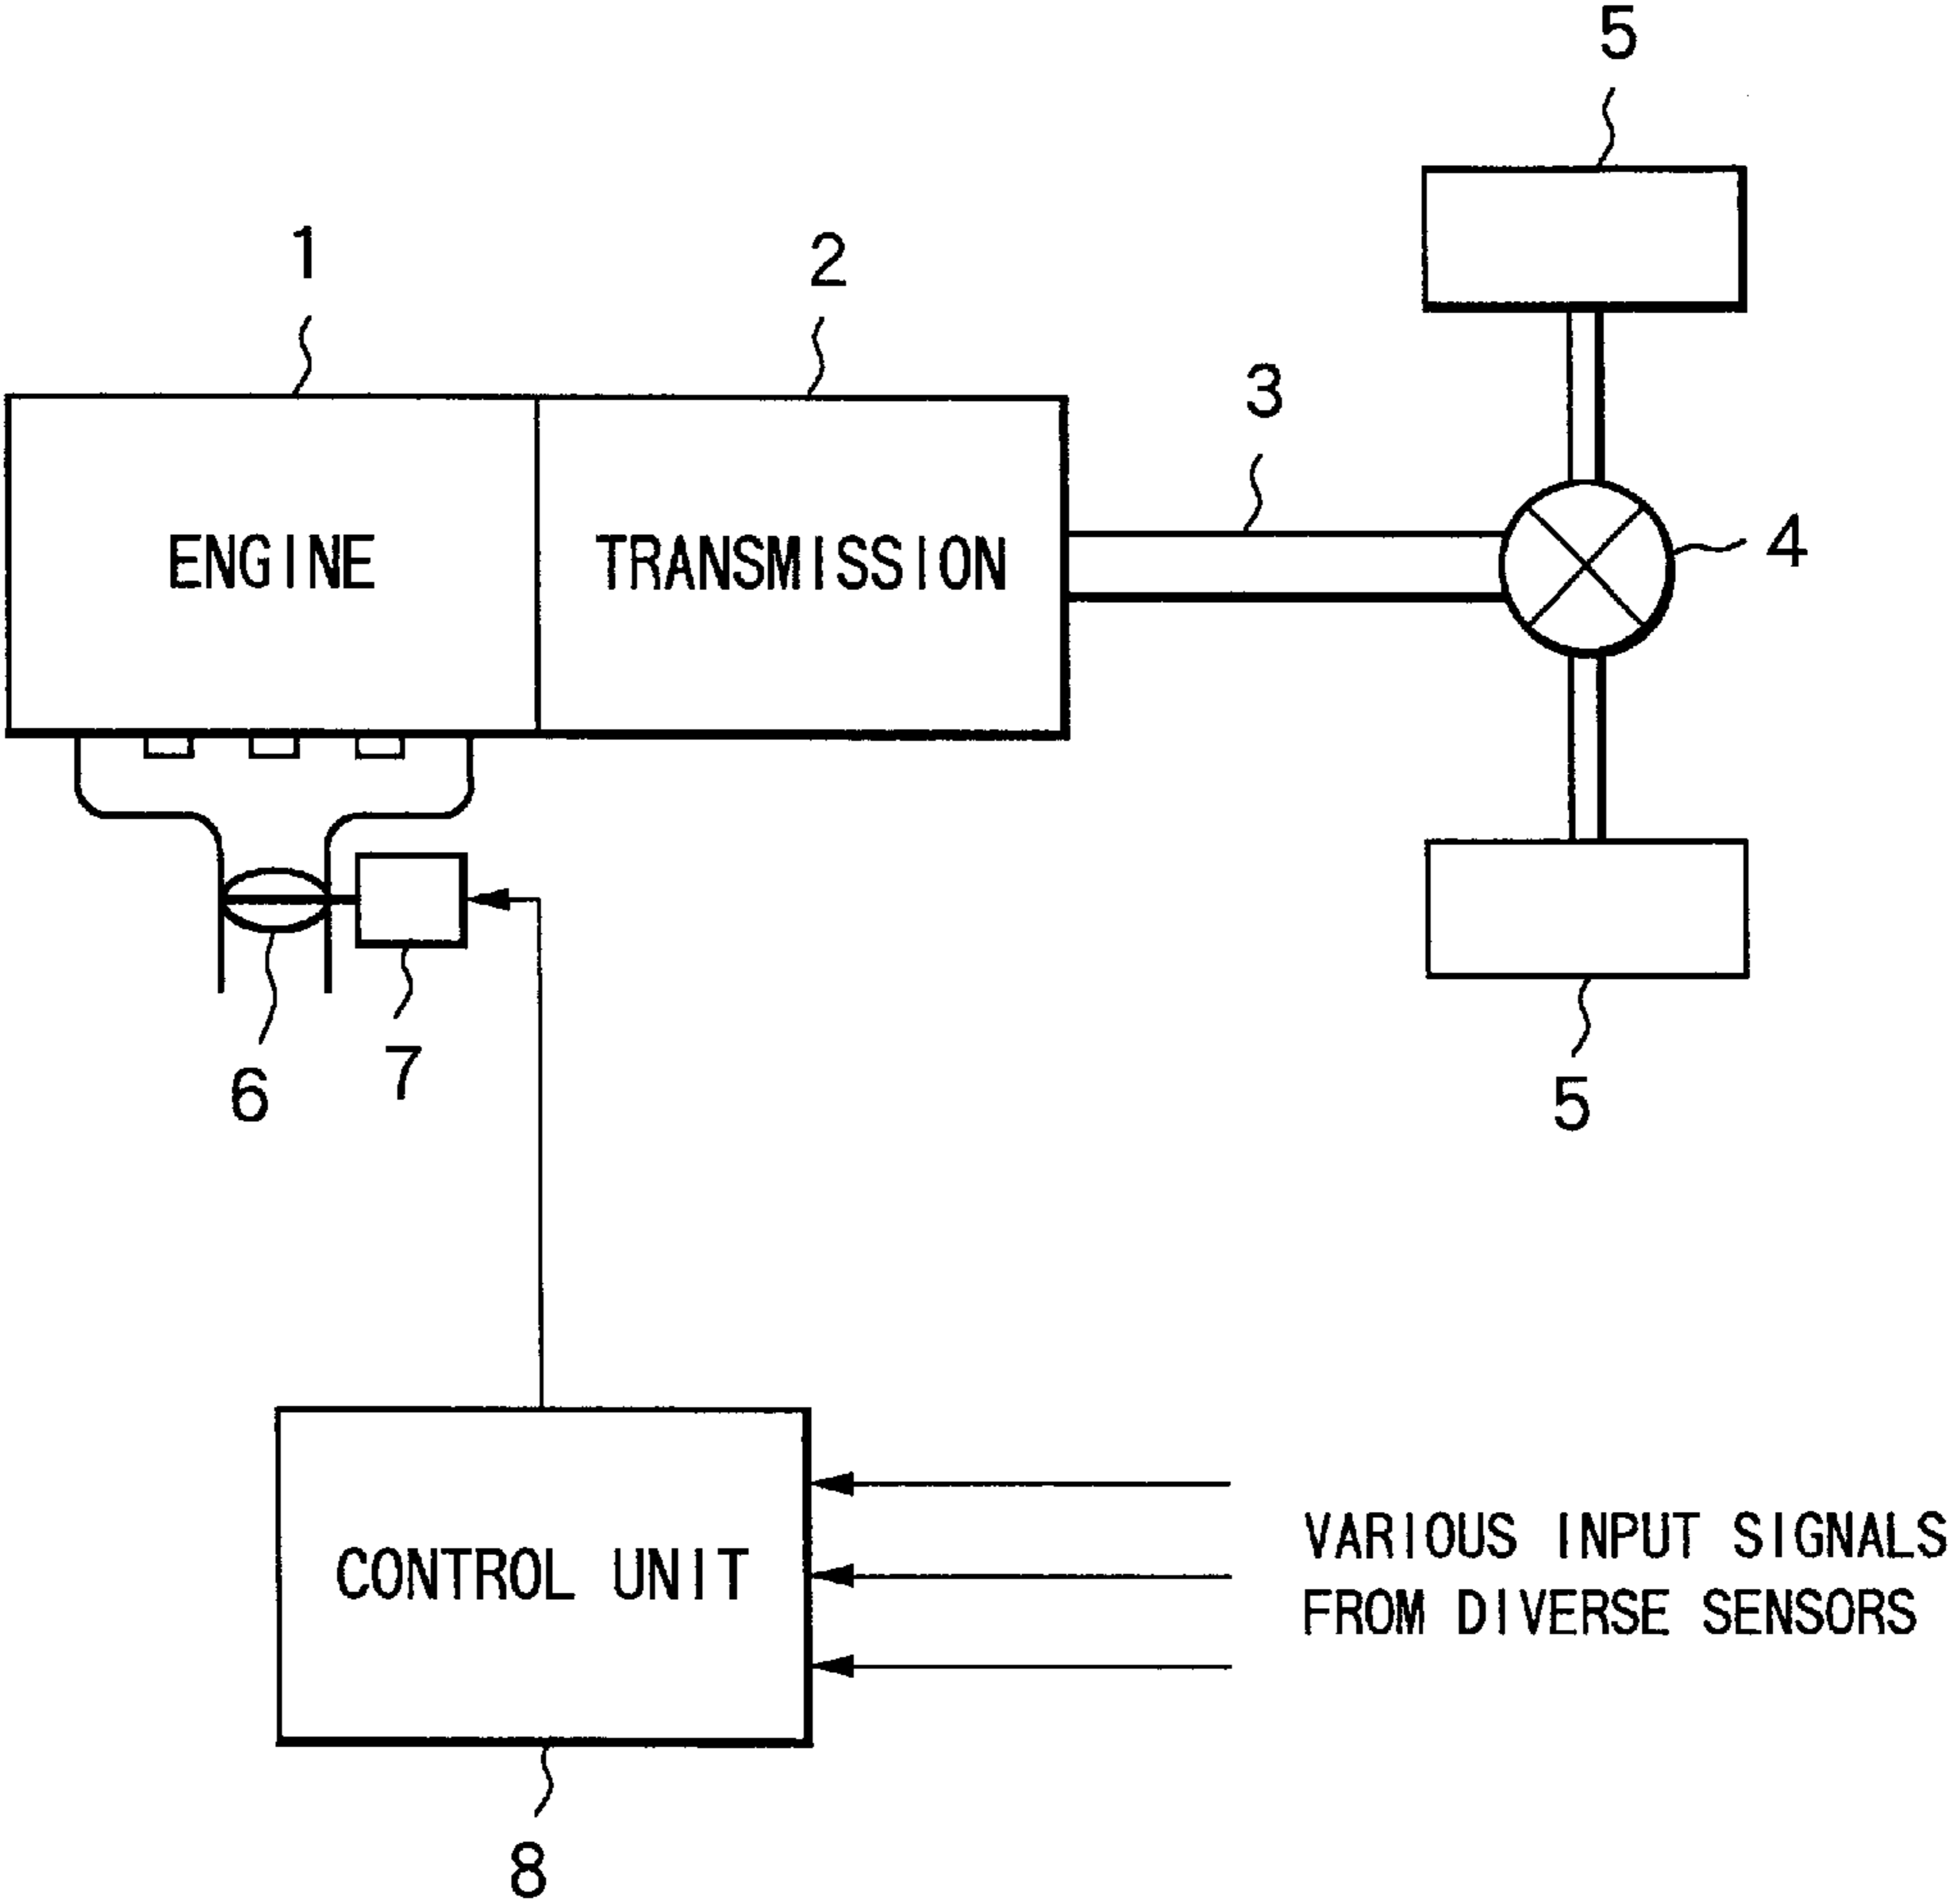 5
1
2
3
ENGINE
TRANSMISSION
4
6
7
5
CONTROL UNIT
VARIOUS INPUT SIGNALS
FROM DIVERSE SENSORS
8